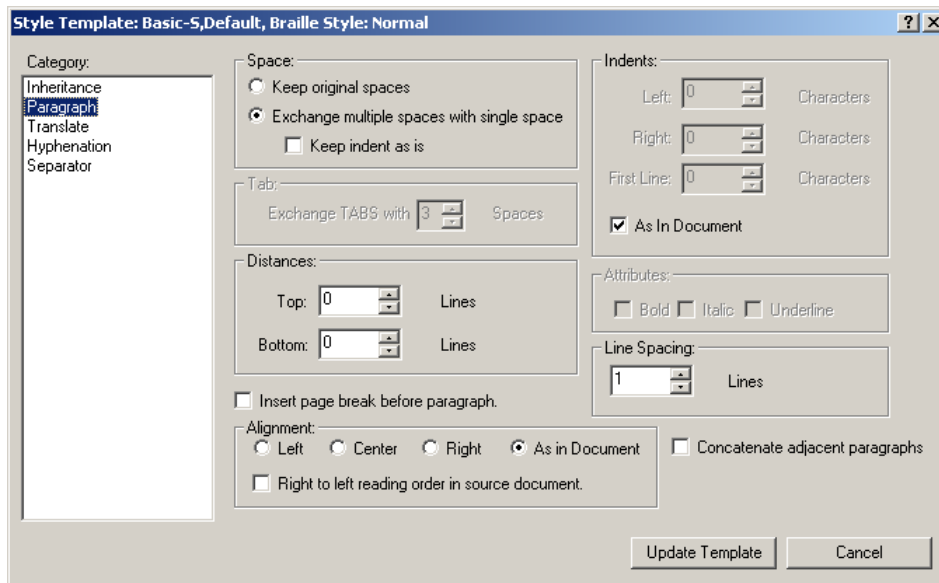 Style Template: Basic-S,Default, Braille Style: Normal
Category:
Inheritance
Paragraph
Translate
Hyphenation
Separator
Space:
Keep original spaces
Exchange multiple spaces with single space
Keep indent as is
Tab:
Exchange TABS with 3 Spaces
Distances:
Top: 0 Lines
Bottom: 0 Lines
Insert page break before paragraph.
Alignment:
Left Center Right As in Document
Right to left reading order in source document.
Indents:
Left: 0 Characters
Right: 0 Characters
First Line: 0 Characters
As In Document
Attributes:
Bold Italic Underline
Line Spacing:
1 Lines
Concatenate adjacent paragraphs
Update Template Cancel